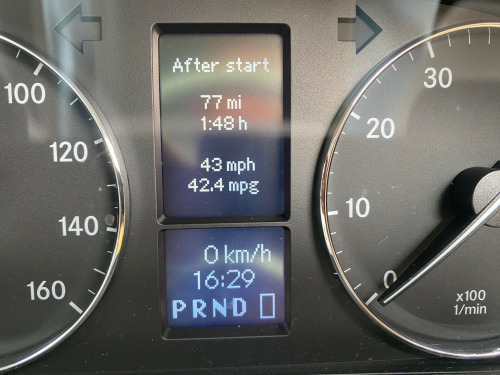 After start
77 mi
1:48 h
43 mph
42.4 mpg
0 km/h
16:29
PRND
100
120
140
160
30
20
10
0
x100
1/min